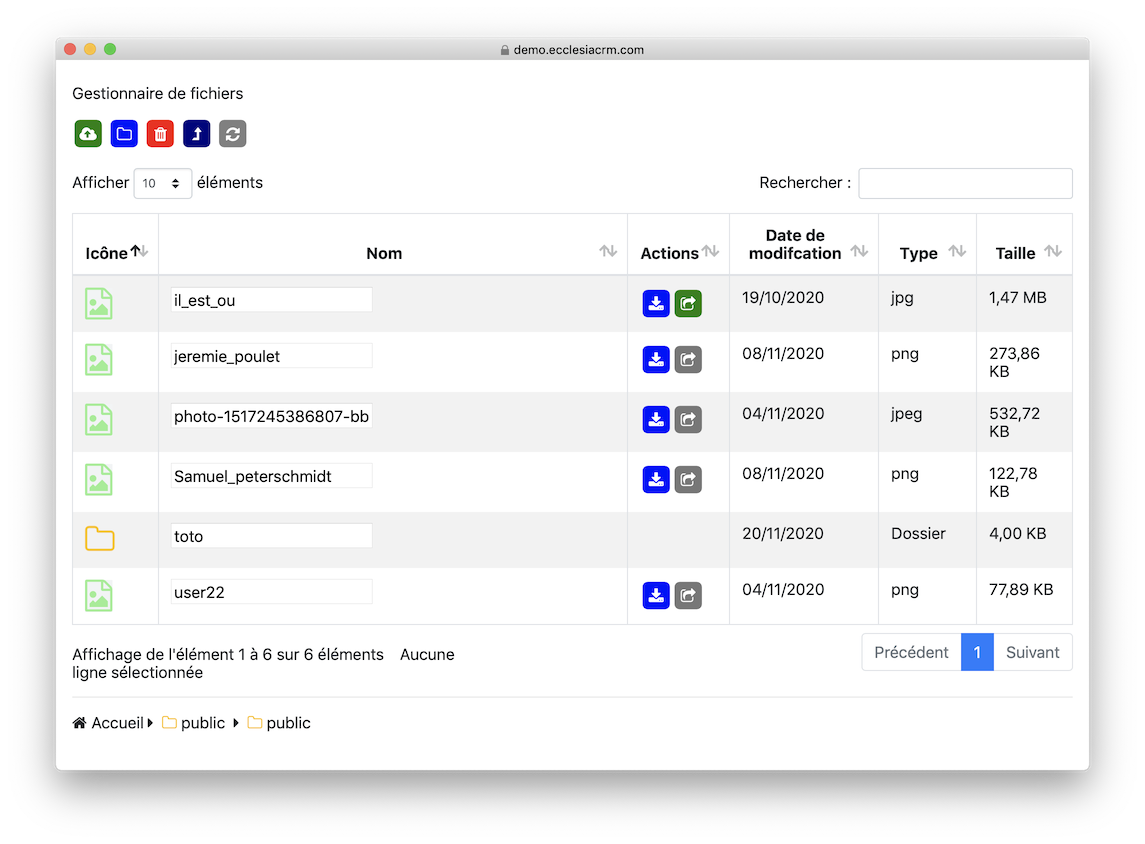 demo.ecclesiacrm.com
Gestionnaire de fichiers
Afficher 10 éléments
Rechercher :
Icône Nom Actions Date de modifcation Type Taille
il_est_ou 19/10/2020 jpg 1,47 MB
jeremie_poulet 08/11/2020 png 273,86 KB
photo-1517245386807-bb 04/11/2020 jpeg 532,72 KB
Samuel_peterschmidt 08/11/2020 png 122,78 KB
toto 20/11/2020 Dossier 4,00 KB
user22 04/11/2020 png 77,89 KB
Affichage de l'élément 1 à 6 sur 6 éléments Aucune
ligne sélectionnée
Précédent 1 Suivant
Accueil public public